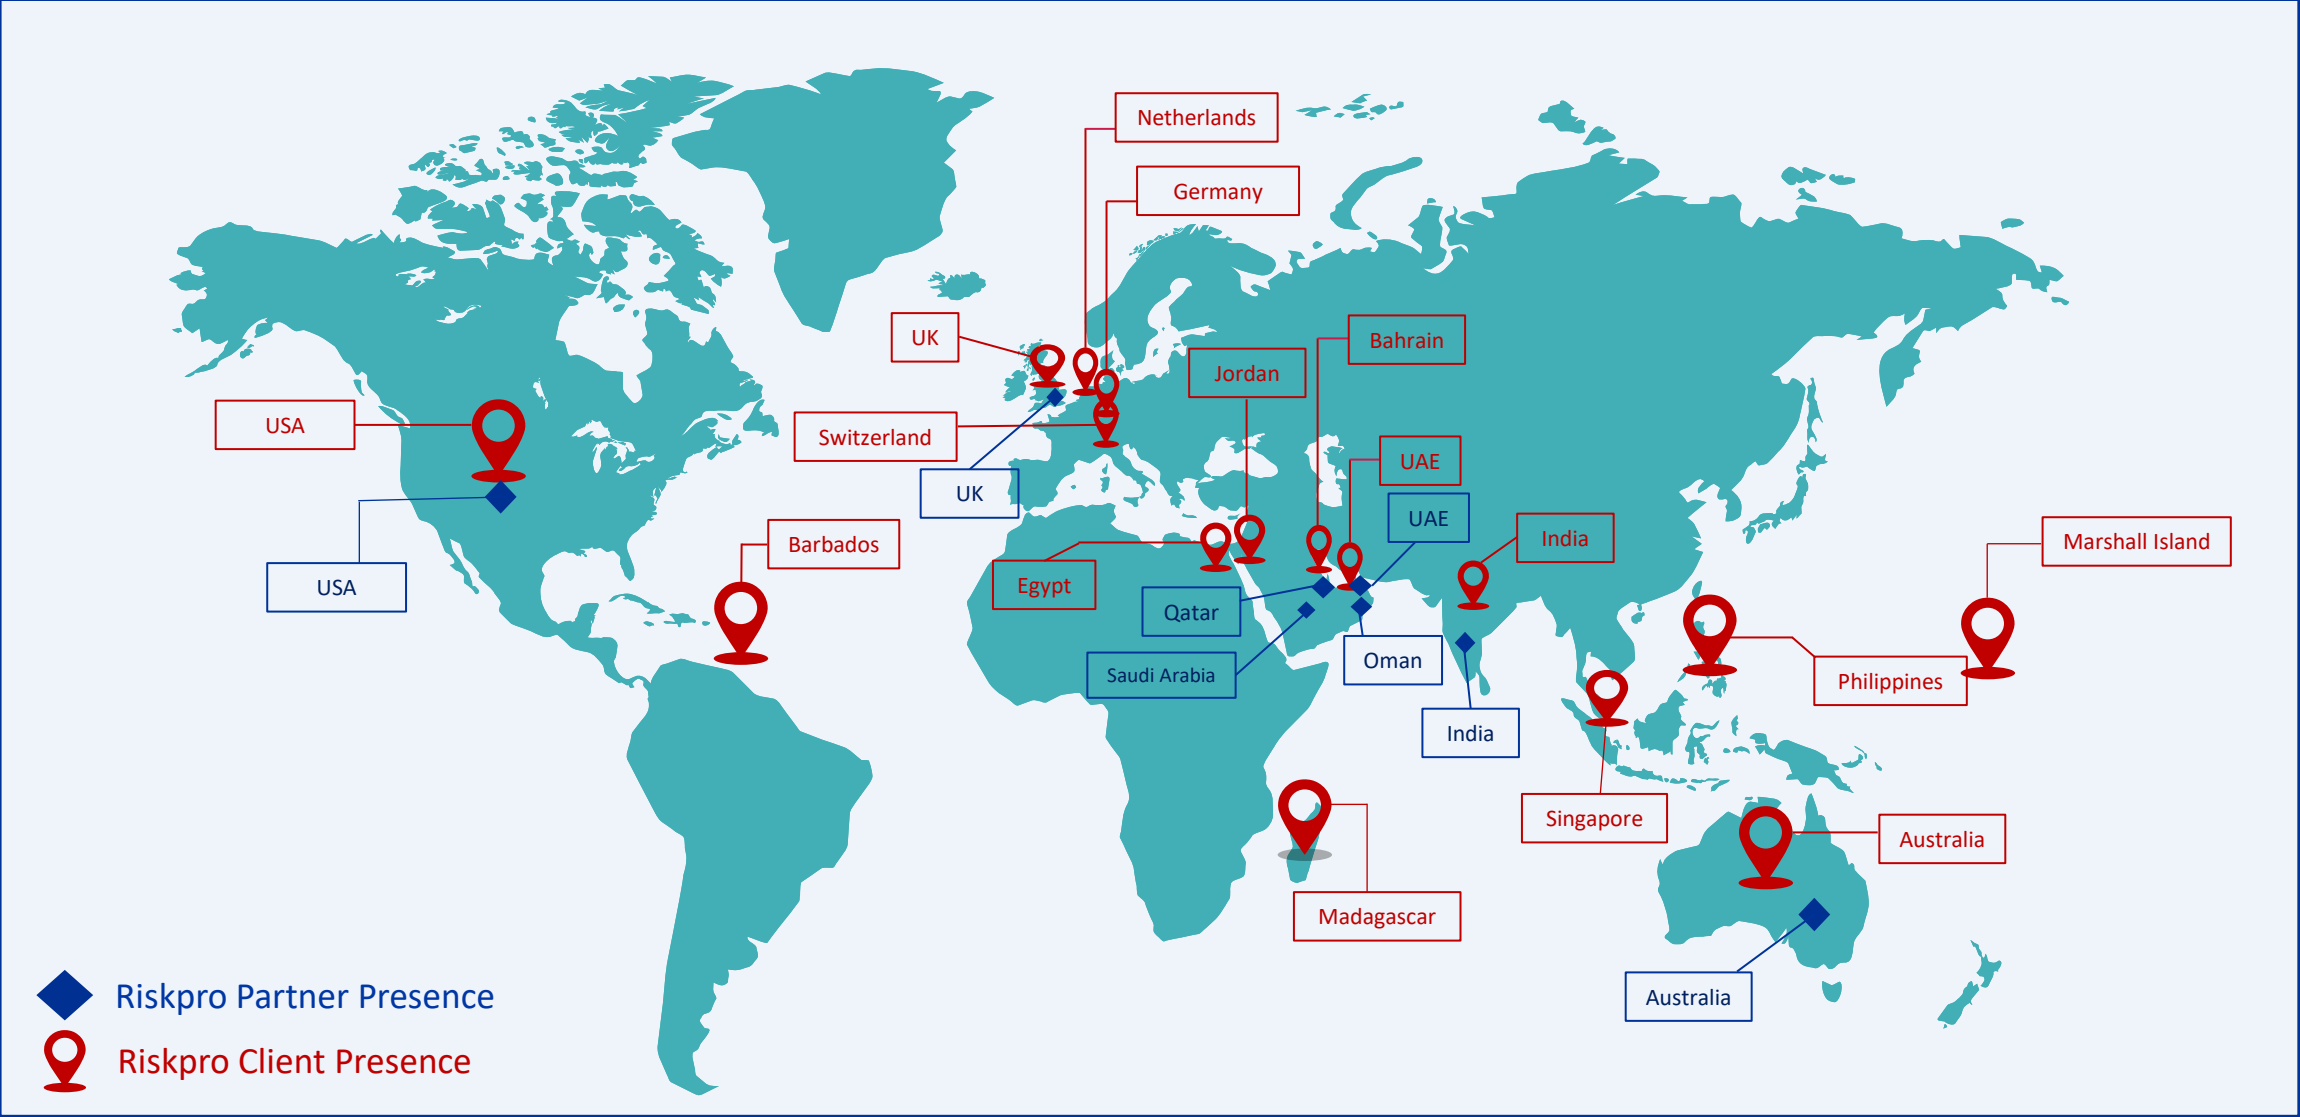 Netherlands
Germany
UK
Bahrain
Jordan
USA
Switzerland
UAE
UK
UAE
India
Marshall Island
Barbados
USA
Egypt
Qatar
Oman
Saudi Arabia
Philippines
India
Singapore
Australia
Madagascar
Australia
Riskpro Partner Presence
Riskpro Client Presence